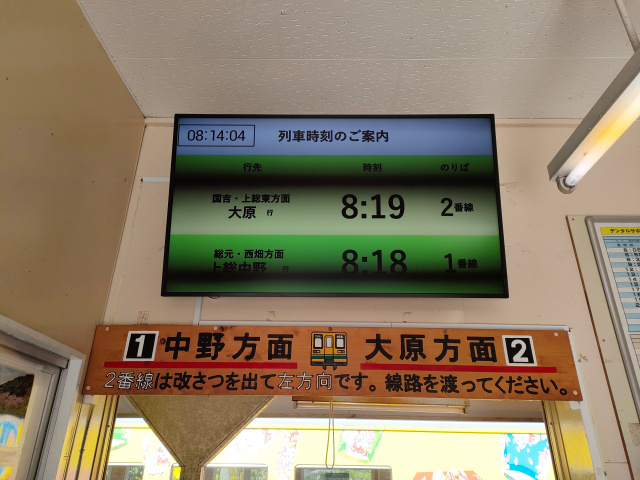 08:14:04 列車時刻のご案内
行先 時刻 のりば
国吉・上総東方面
大原 行 8:19 2番線
総元・西畑方面
上総中野 行 8:18 1番線
1 中野方面 大原方面 2
2番線は改さつを出て左方向です。線路を渡ってください。